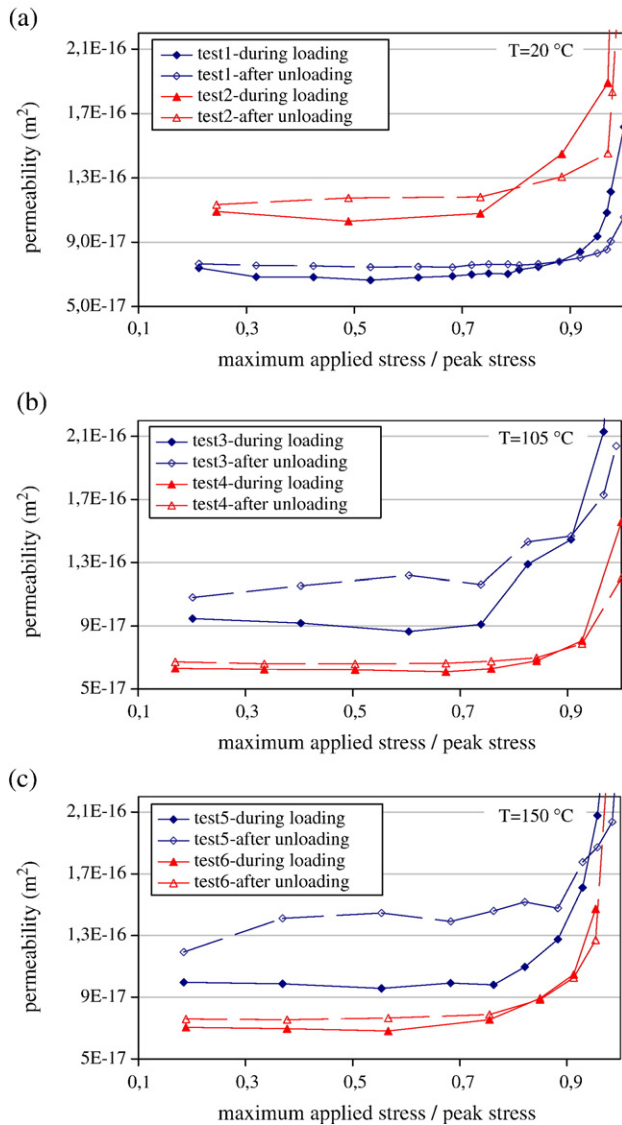 (a)
2,1E-16
1,7E-16
1,3E-16
9,0E-17
5,0E-17
permeability (m²)
test1-during loading
test1-after unloading
test2-during loading
test2-after unloading
T=20 °C
0,1 0,3 0,5 0,7 0,9
maximum applied stress / peak stress
(b)
2,1E-16
1,7E-16
1,3E-16
9E-17
5E-17
permeability (m²)
test3-during loading
test3-after unloading
test4-during loading
test4-after unloading
T=105 °C
0,1 0,3 0,5 0,7 0,9
maximum applied stress / peak stress
(c)
2,1E-16
1,7E-16
1,3E-16
9E-17
5E-17
permeability (m²)
test5-during loading
test5-after unloading
test6-during loading
test6-after unloading
T=150 °C
0,1 0,3 0,5 0,7 0,9
maximum applied stress / peak stress